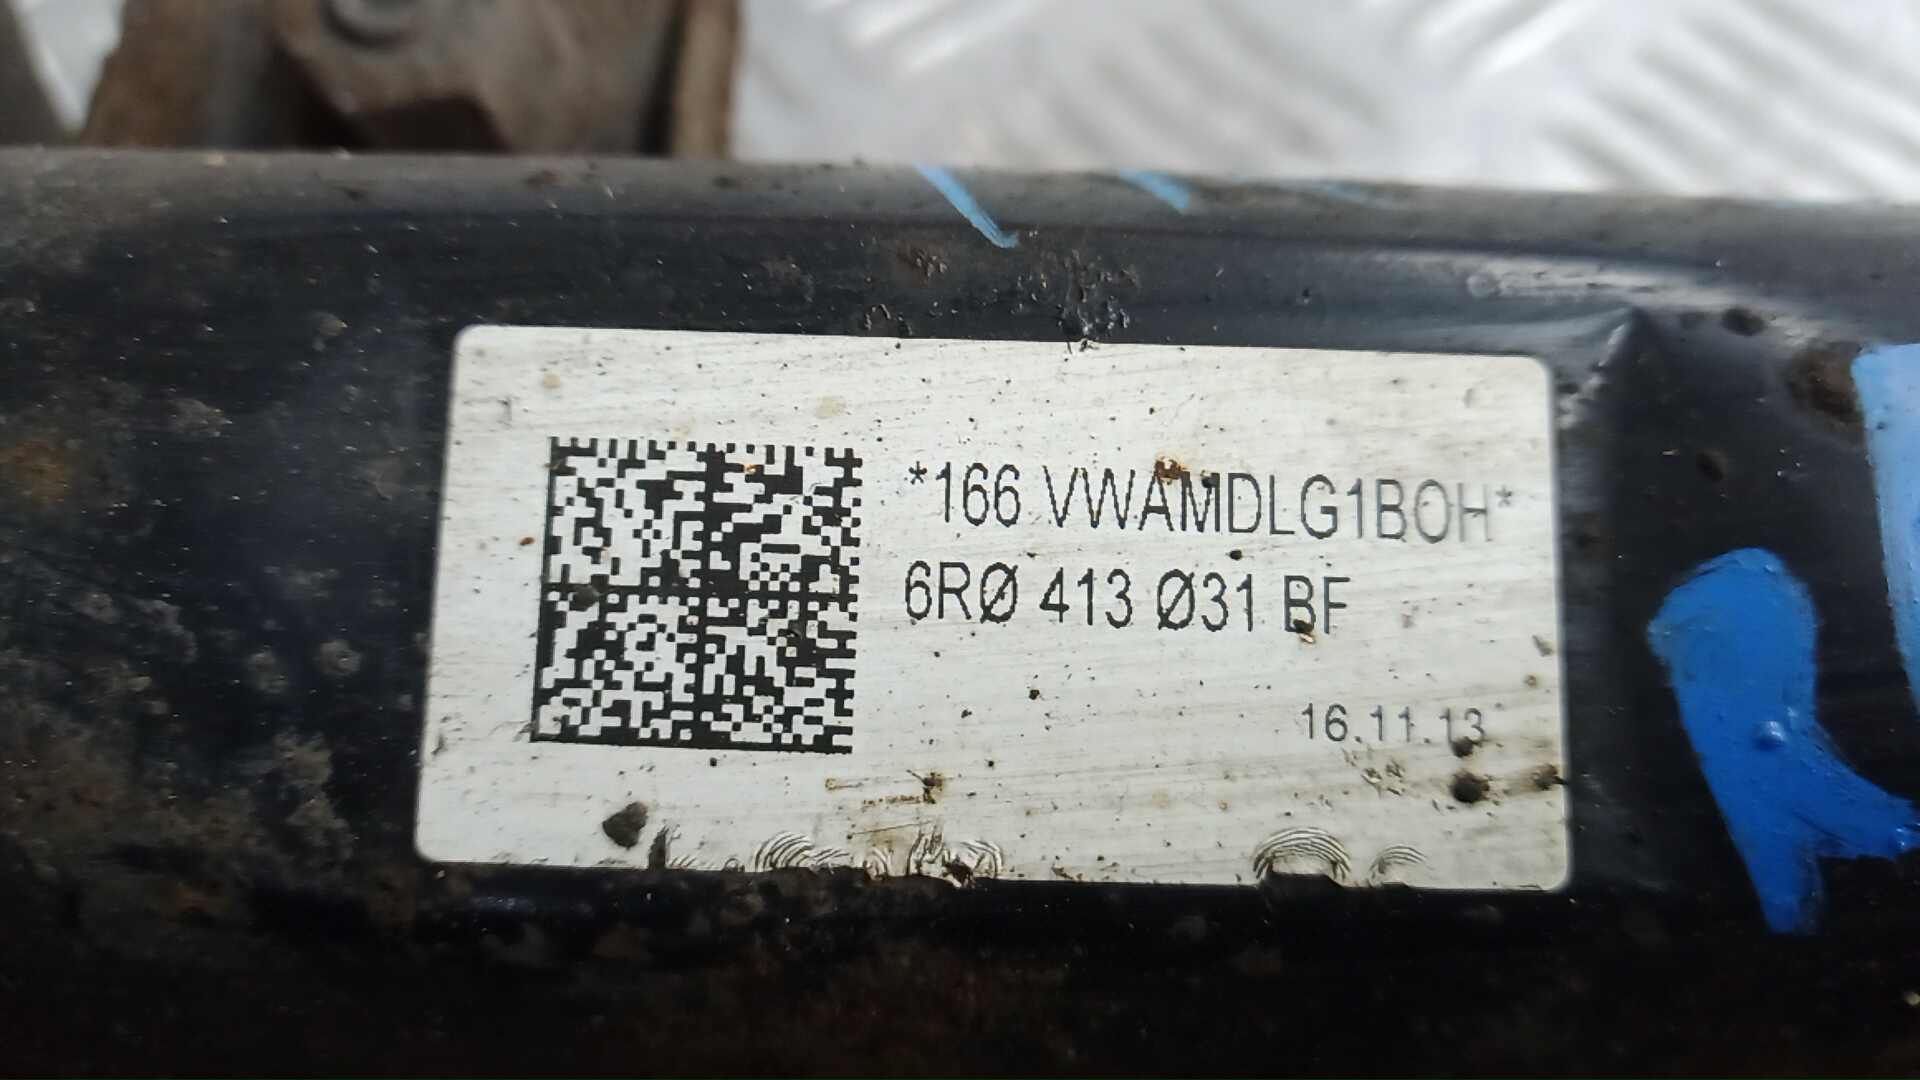 *166 VWAMDLG1BOH*
6RØ 413 Ø31 BF
16.11.13